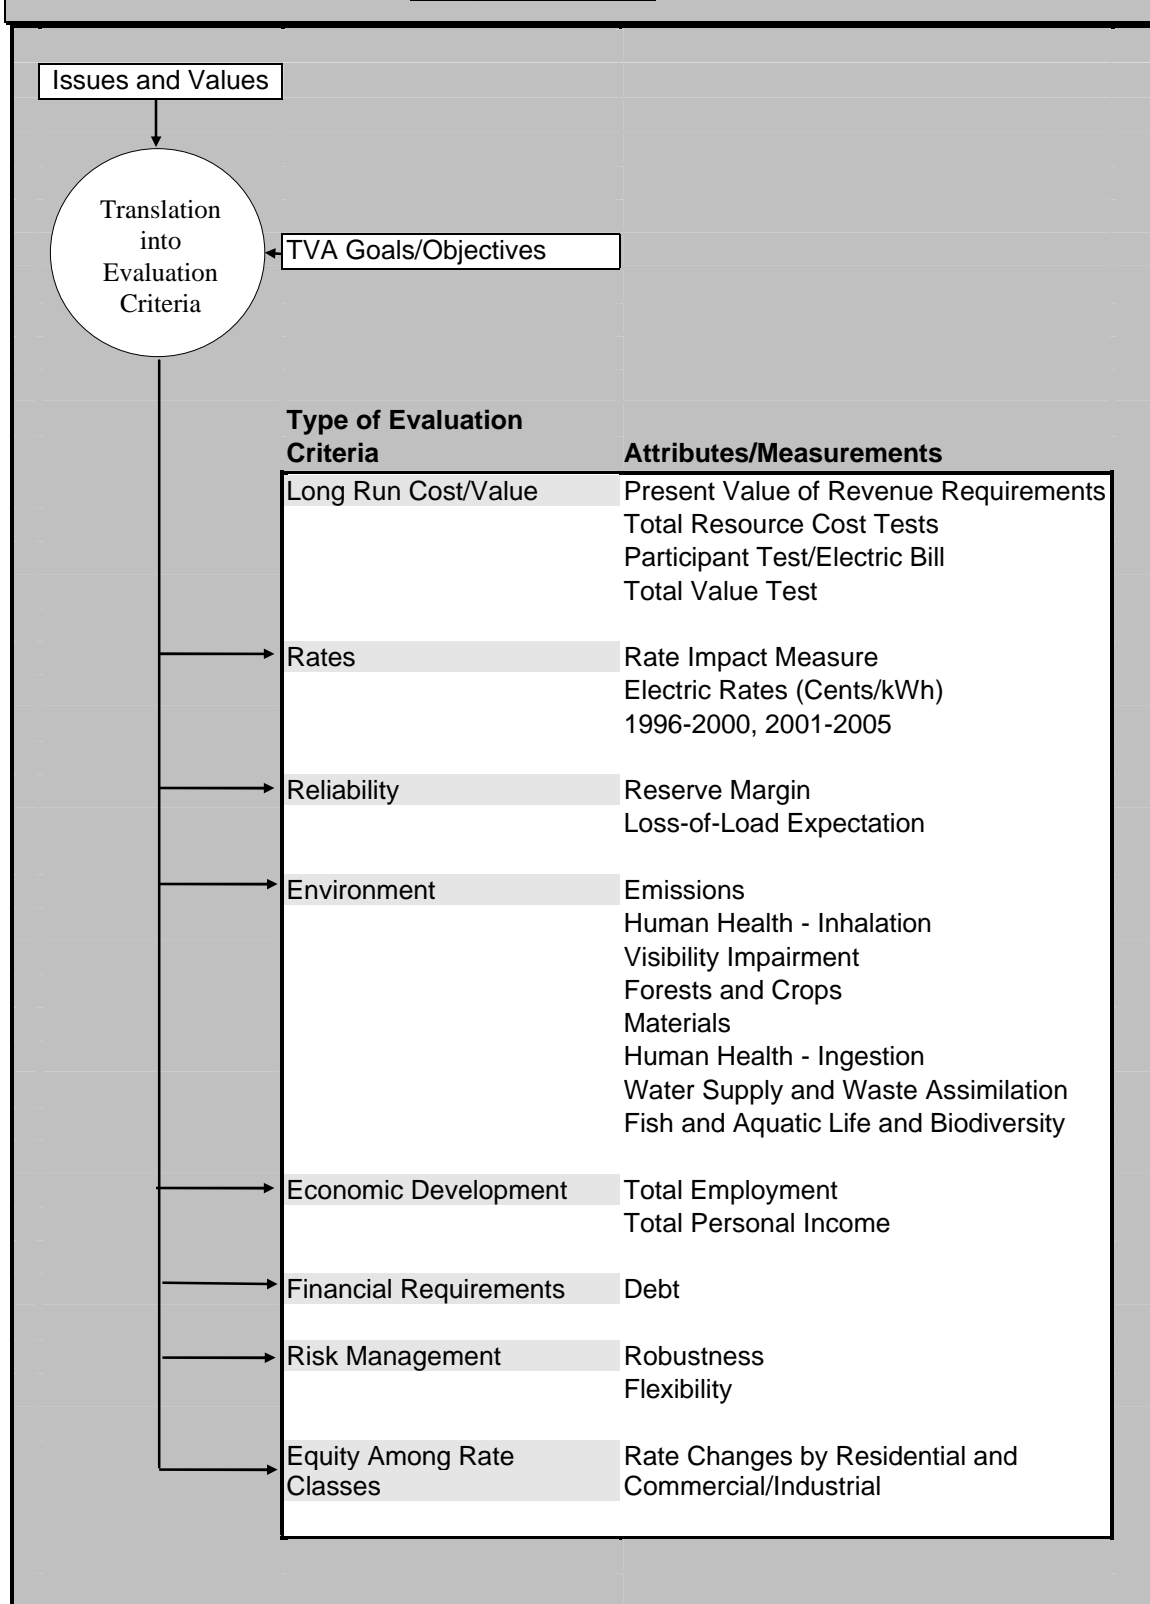 Issues and Values
Translation
into
Evaluation
Criteria
TVA Goals/Objectives
Type of Evaluation
Criteria
Attributes/Measurements
Long Run Cost/Value
Present Value of Revenue Requirements
Total Resource Cost Tests
Participant Test/Electric Bill
Total Value Test
Rates
Rate Impact Measure
Electric Rates (Cents/kWh)
1996-2000, 2001-2005
Reliability
Reserve Margin
Loss-of-Load Expectation
Environment
Emissions
Human Health - Inhalation
Visibility Impairment
Forests and Crops
Materials
Human Health - Ingestion
Water Supply and Waste Assimilation
Fish and Aquatic Life and Biodiversity
Economic Development
Total Employment
Total Personal Income
Financial Requirements
Debt
Risk Management
Robustness
Flexibility
Equity Among Rate
Classes
Rate Changes by Residential and
Commercial/Industrial